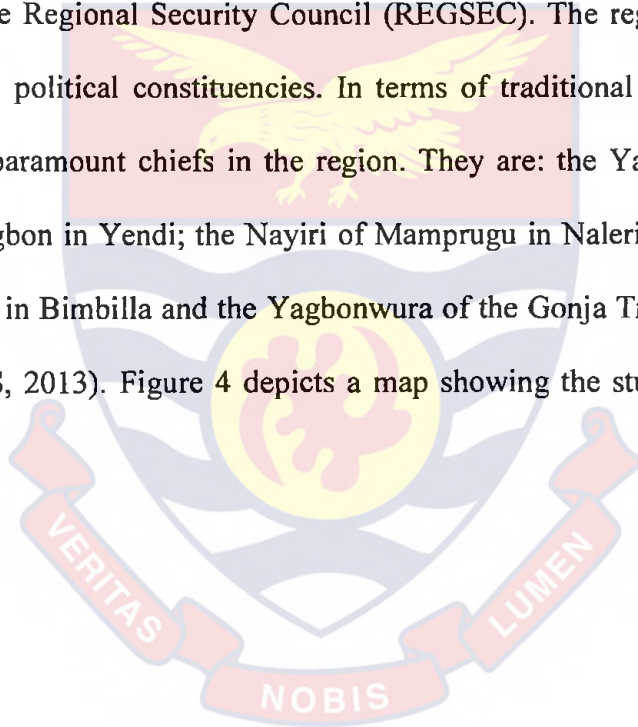 e Regional Security Council (REGSEC). The reg
political constituencies. In terms of traditional
paramount chiefs in the region. They are: the Ya
gbon in Yendi; the Nayiri of Mamprugu in Naleri
in Bimbilla and the Yagbonwura of the Gonja Ti
S, 2013). Figure 4 depicts a map showing the stu
VERITAS
NOBIS
LUMEN